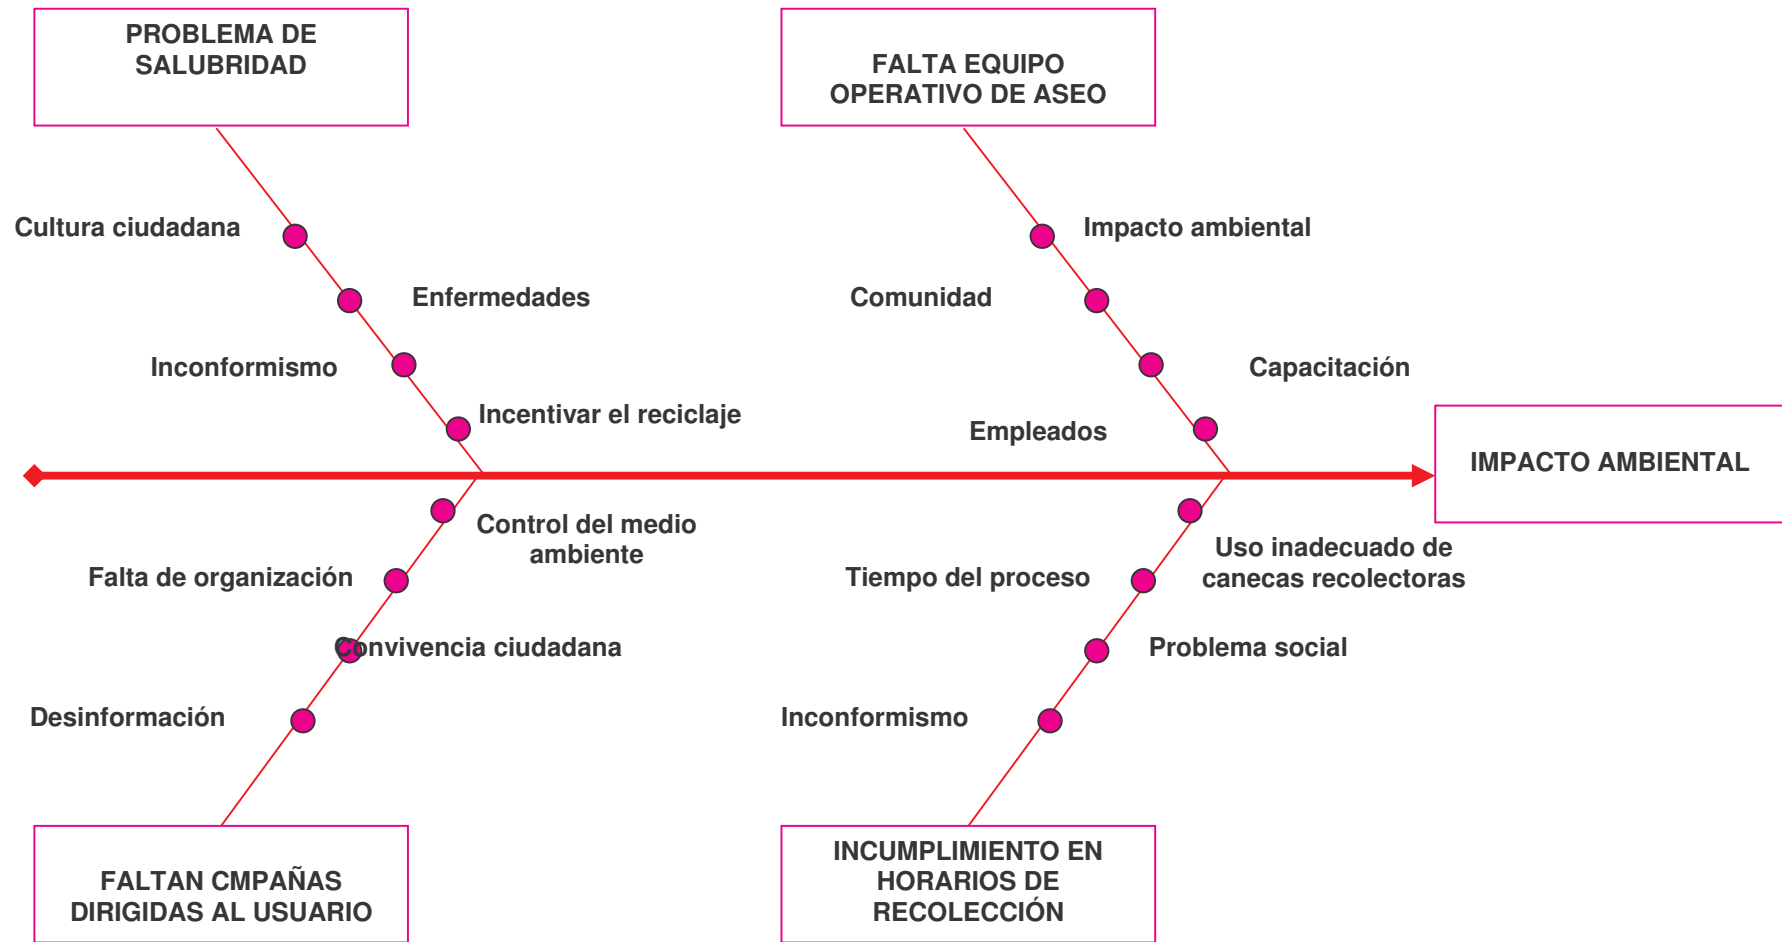 PROBLEMA DE
SALUBRIDAD
FALTA EQUIPO
OPERATIVO DE ASEO
Cultura ciudadana
Impacto ambiental
Enfermedades
Comunidad
Inconformismo
Capacitación
Incentivar el reciclaje
Empleados
IMPACTO AMBIENTAL
Control del medio
ambiente
Uso inadecuado de
canecas recolectoras
Falta de organización
Tiempo del proceso
Convivencia ciudadana
Problema social
Desinformación
Inconformismo
FALTAN CMPAÑAS
DIRIGIDAS AL USUARIO
INCUMPLIMIENTO EN
HORARIOS DE
RECOLECCIÓN